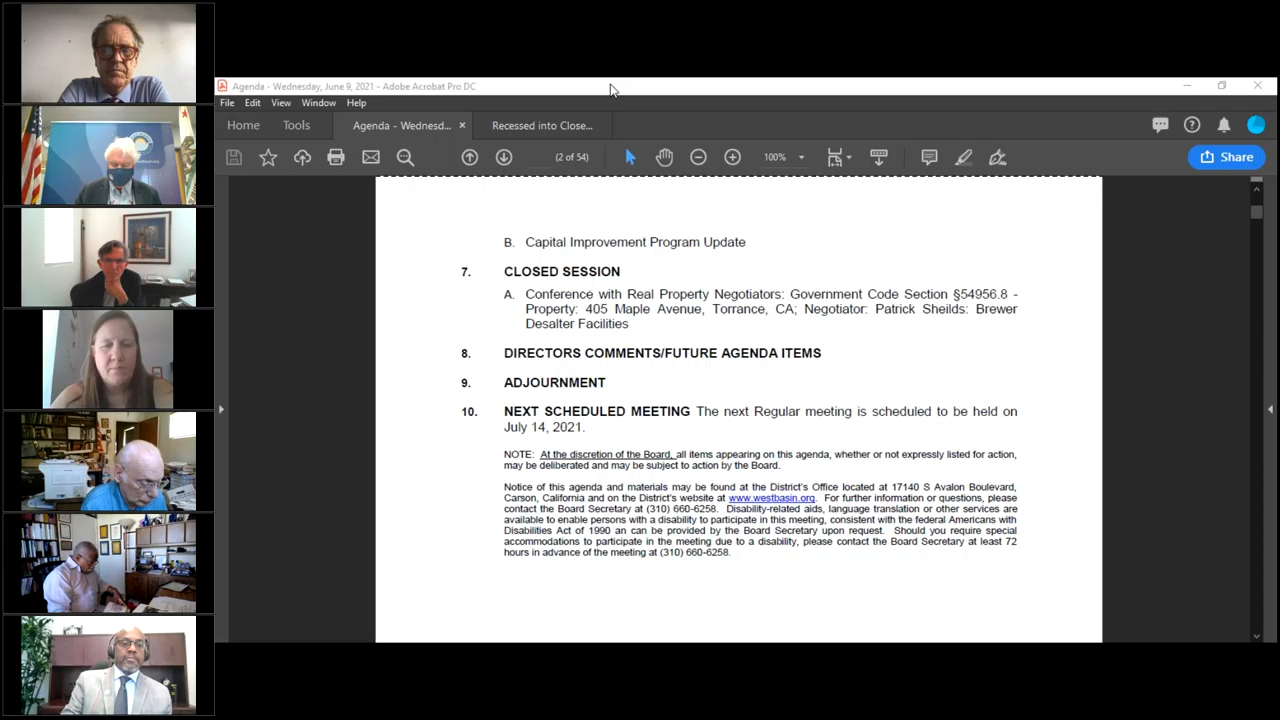 Agenda - Wednesday, June 9, 2021 - Adobe Acrobat Pro DC
File Edit View Window Help
Home Tools Agenda - Wednesd... × Recessed into Close...
(2 of 54) 100% Share
B. Capital Improvement Program Update
7. CLOSED SESSION
A. Conference with Real Property Negotiators: Government Code Section §54956.8 -
Property: 405 Maple Avenue, Torrance, CA; Negotiator: Patrick Sheilds: Brewer
Desalter Facilities
8. DIRECTORS COMMENTS/FUTURE AGENDA ITEMS
9. ADJOURNMENT
10. NEXT SCHEDULED MEETING The next Regular meeting is scheduled to be held on
July 14, 2021.
NOTE: At the discretion of the Board, all items appearing on this agenda, whether or not expressly listed for action,
may be deliberated and may be subject to action by the Board.
Notice of this agenda and materials may be found at the District's Office located at 17140 S Avalon Boulevard,
Carson, California and on the District's website at www.westbasin.org. For further information or questions, please
contact the Board Secretary at (310) 660-6258. Disability-related aids, language translation or other services are
available to enable persons with a disability to participate in this meeting, consistent with the federal Americans with
Disabilities Act of 1990 an can be provided by the Board Secretary upon request. Should you require special
accommodations to participate in the meeting due to a disability, please contact the Board Secretary at least 72
hours in advance of the meeting at (310) 660-6258.